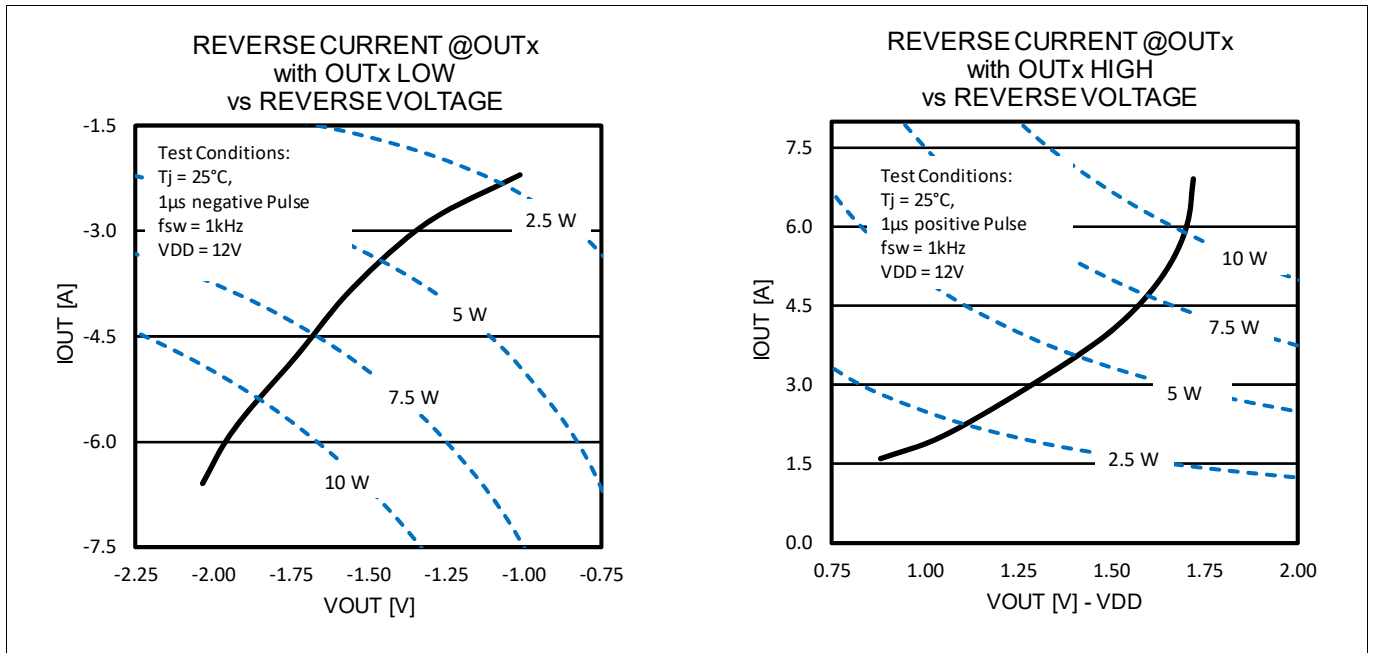 REVERSE CURRENT @OUTx
with OUTx LOW
vs REVERSE VOLTAGE
-1.5
-3.0
-4.5
-6.0
-7.5
IOUT [A]
Test Conditions:
Tj = 25°C,
1µs negative Pulse
fsw = 1kHz
VDD = 12V
2.5 W
5 W
7.5 W
10 W
-2.25 -2.00 -1.75 -1.50 -1.25 -1.00 -0.75
VOUT [V]
REVERSE CURRENT @OUTx
with OUTx HIGH
vs REVERSE VOLTAGE
7.5
6.0
4.5
3.0
1.5
0.0
IOUT [A]
Test Conditions:
Tj = 25°C,
1µs positive Pulse
fsw = 1kHz
VDD = 12V
10 W
7.5 W
5 W
2.5 W
0.75 1.00 1.25 1.50 1.75 2.00
VOUT [V] - VDD